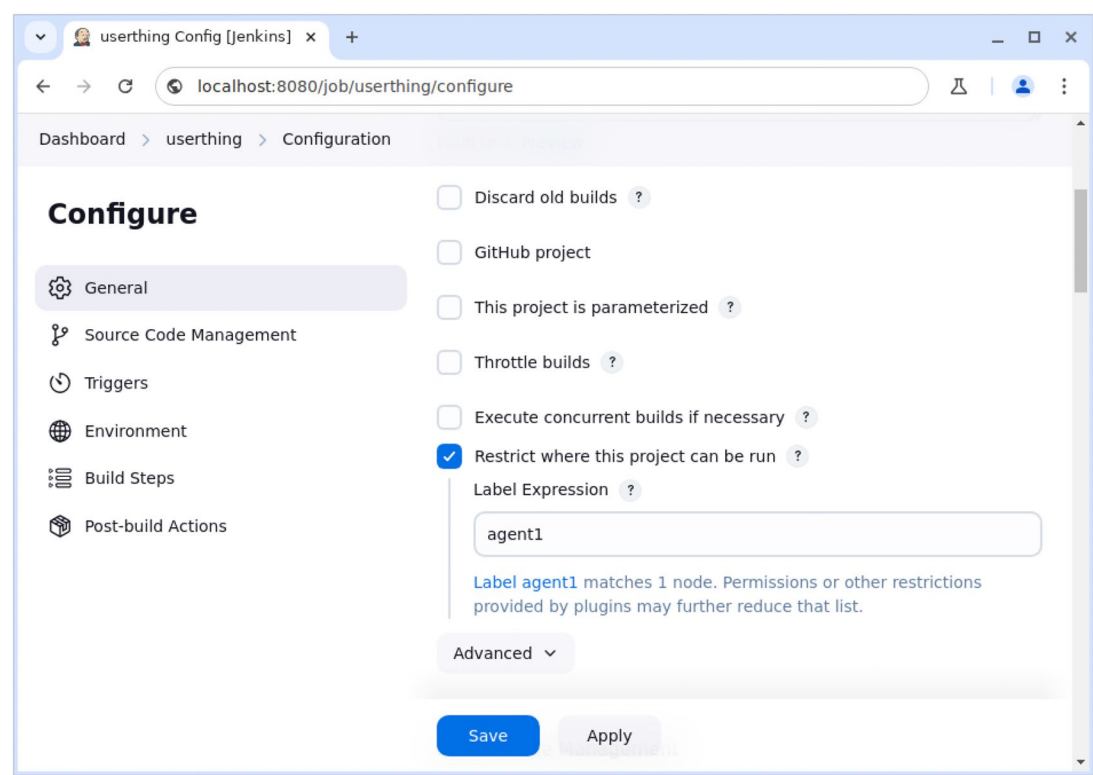 userthing Config [Jenkins]
localhost:8080/job/userthing/configure
Dashboard > userthing > Configuration
Configure
General
Source Code Management
Triggers
Environment
Build Steps
Post-build Actions
Discard old builds ?
GitHub project
This project is parameterized ?
Throttle builds ?
Execute concurrent builds if necessary ?
Restrict where this project can be run ?
Label Expression ?
agent1
Label agent1 matches 1 node. Permissions or other restrictions
provided by plugins may further reduce that list.
Advanced
Save
Apply